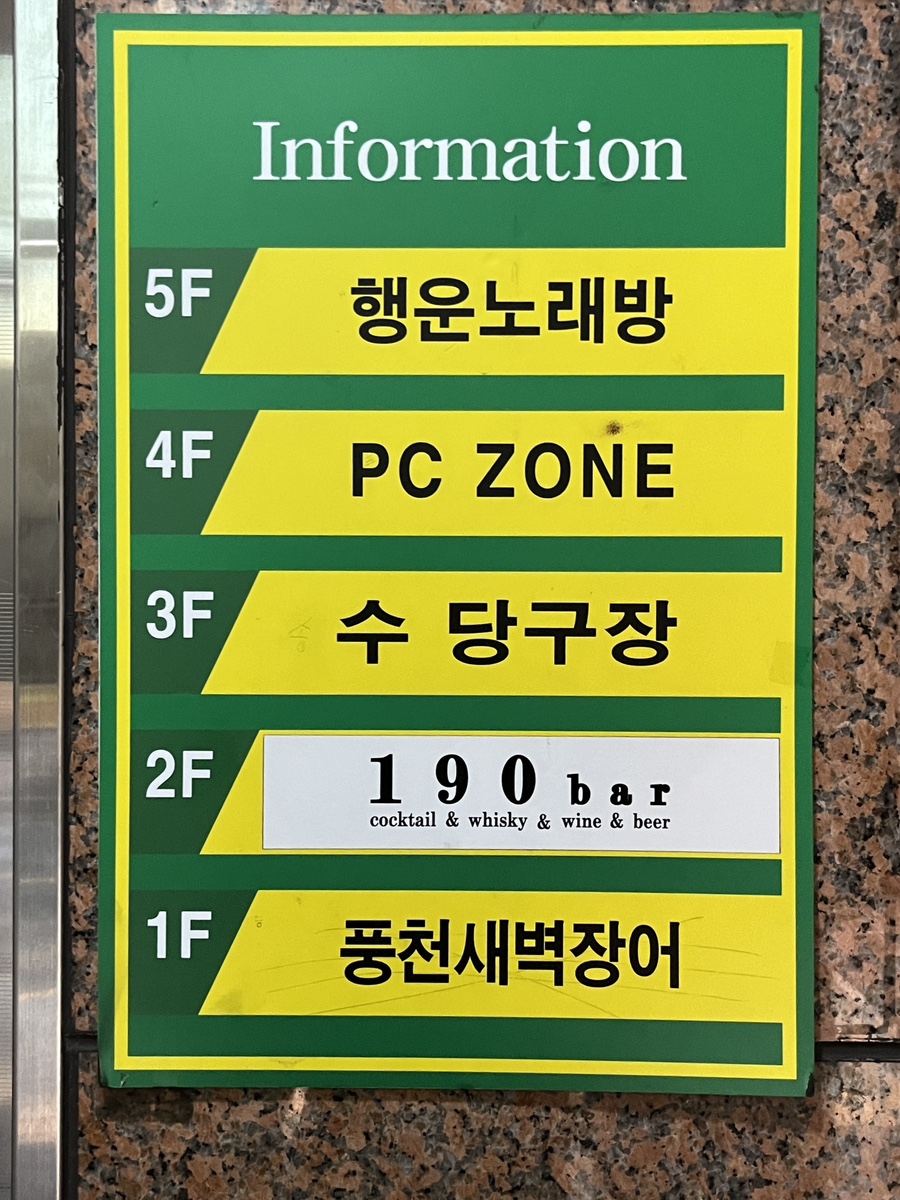 Information
5F 행운노래방
4F PC ZONE
3F 수 당구장
2F 190 bar
cocktail & whisky & wine & beer
1F 풍천새벽장어